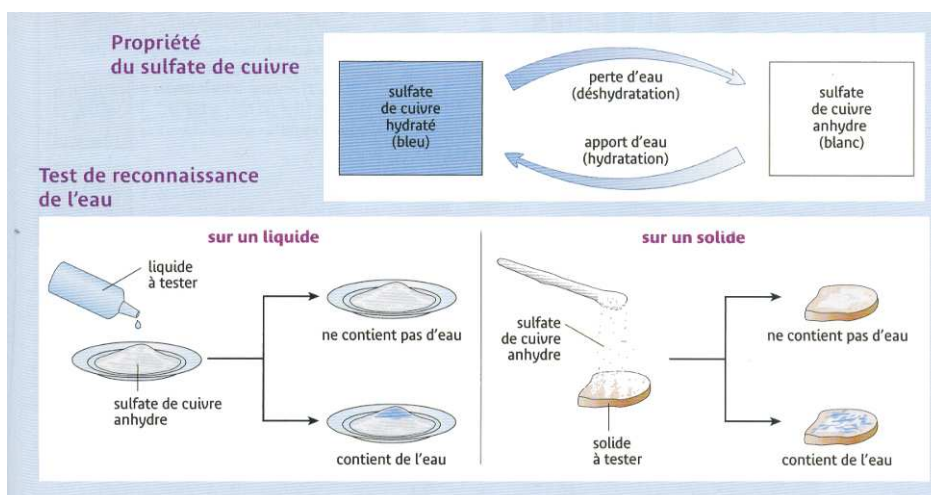 Propriété
du sulfate de cuivre
sulfate
de cuivre
hydraté
(bleu)
perte d'eau
(déshydratation)
apport d'eau
(hydratation)
sulfate
de cuivre
anhydre
(blanc)
Test de reconnaissance
de l'eau
sur un liquide
liquide
à tester
sulfate de cuivre
anhydre
ne contient pas d'eau
contient de l'eau
sur un solide
sulfate
de cuivre
anhydre
solide
à tester
ne contient pas d'eau
contient de l'eau